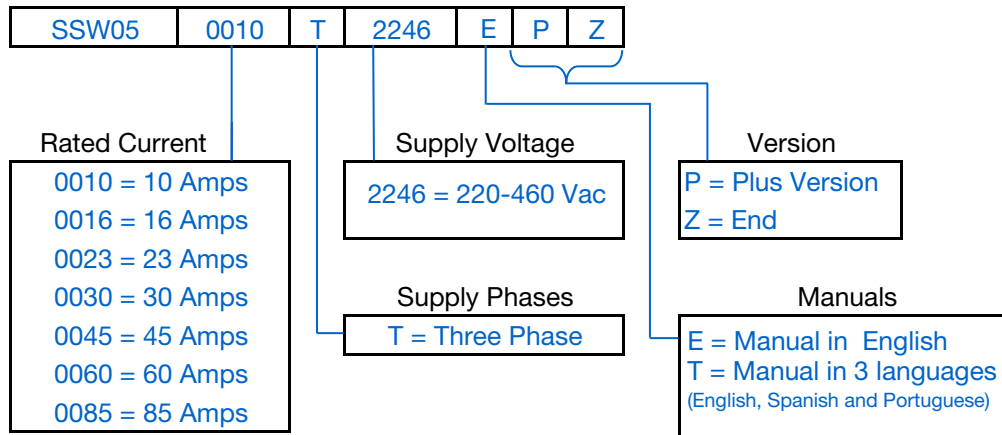 SSW05 0010 T 2246 E P Z
Rated Current
0010 = 10 Amps
0016 = 16 Amps
0023 = 23 Amps
0030 = 30 Amps
0045 = 45 Amps
0060 = 60 Amps
0085 = 85 Amps
Supply Voltage
2246 = 220-460 Vac
Supply Phases
T = Three Phase
Version
P = Plus Version
Z = End
Manuals
E = Manual in English
T = Manual in 3 languages
(English, Spanish and Portuguese)